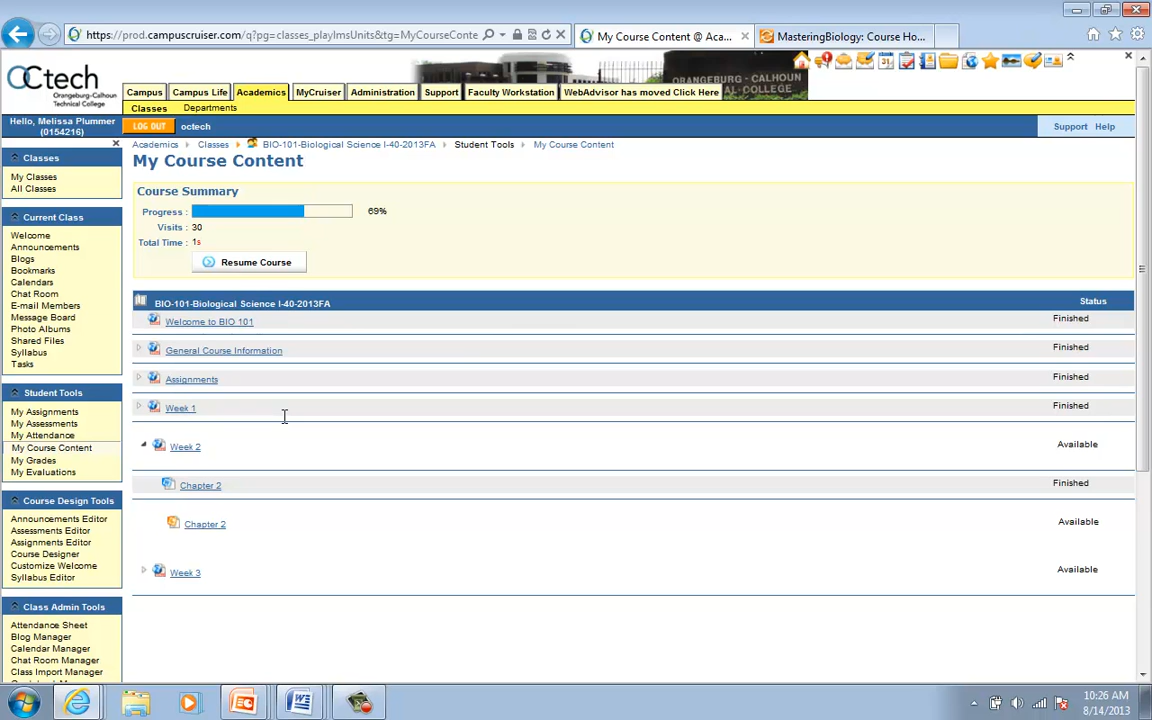 https://prod.campuscruiser.com/q?pg=classes_playlmsUnits&tg=MyCourseConte
My Course Content @ Aca...
MasteringBiology: Course Ho...
OCtech
Orangeburg-Calhoun
Technical College
ORANGEBURG - CALHOUN
Campus
Campus Life
Academics
MyCruiser
Administration
Support
Faculty Workstation
WebAdvisor has moved Click Here
Classes
Departments
Hello, Melissa Plummer
(0154216)
LOG OUT
octech
Support
Help
Academics
Classes
BIO-101-Biological Science I-40-2013FA
Student Tools
My Course Content
My Course Content
Course Summary
Progress :
69%
Visits : 30
Total Time : 1s
Resume Course
BIO-101-Biological Science I-40-2013FA
Status
Welcome to BIO 101
Finished
General Course Information
Finished
Assignments
Finished
Week 1
Finished
Week 2
Available
Chapter 2
Finished
Chapter 2
Available
Week 3
Available
Classes
My Classes
All Classes
Current Class
Welcome
Announcements
Blogs
Bookmarks
Calendars
Chat Room
E-mail Members
Message Board
Photo Albums
Shared Files
Syllabus
Tasks
Student Tools
My Assignments
My Assessments
My Attendance
My Course Content
My Grades
My Evaluations
Course Design Tools
Announcements Editor
Assessments Editor
Assignments Editor
Course Designer
Customize Welcome
Syllabus Editor
Class Admin Tools
Attendance Sheet
Blog Manager
Calendar Manager
Chat Room Manager
Class Import Manager
10:26 AM
8/14/2013